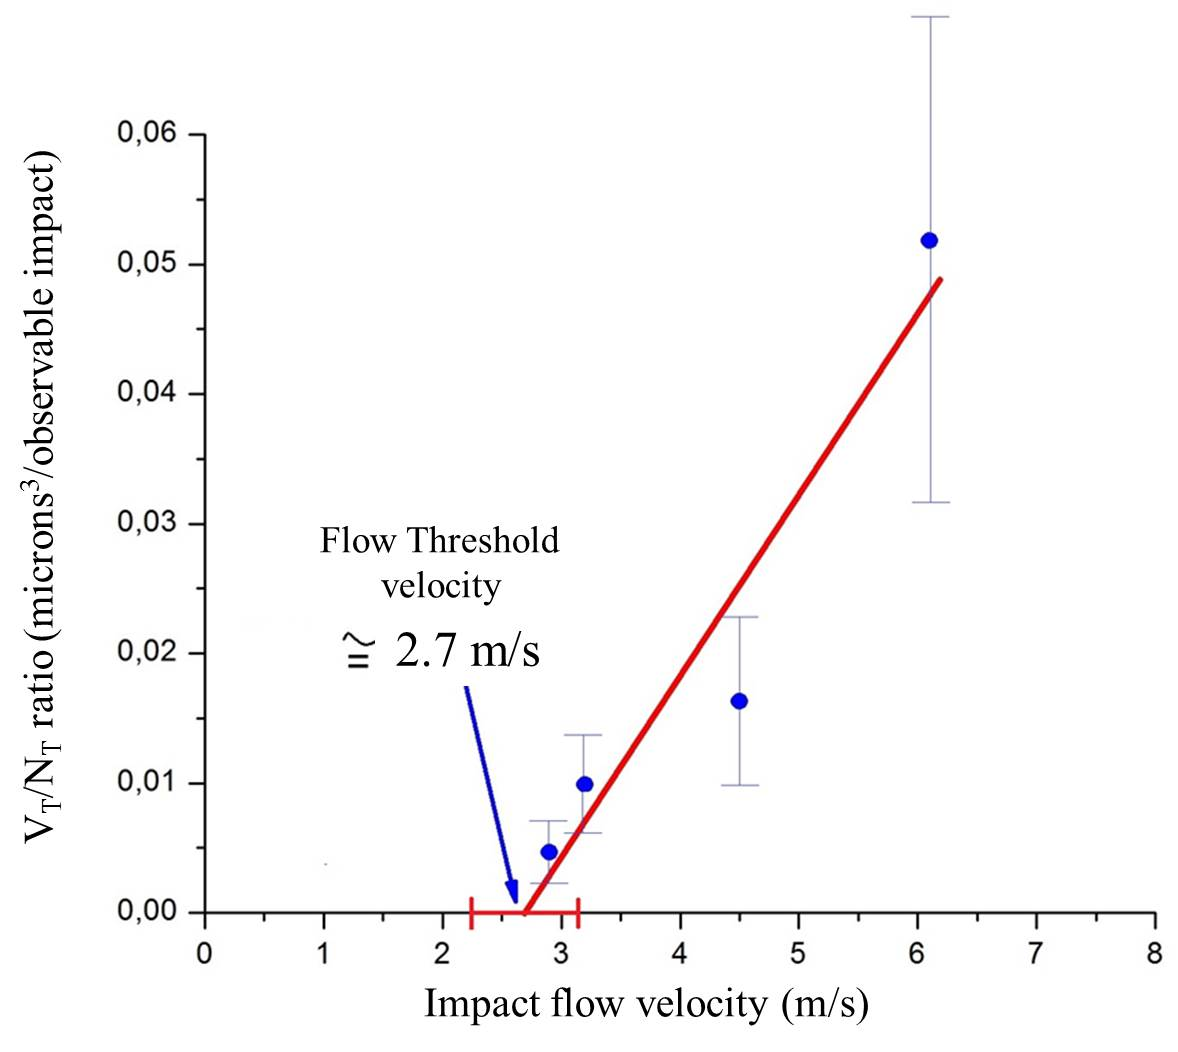 0,06
0,05
0,04
0,03
0,02
0,01
0,00
V_T/N_T ratio (microns³/observable impact)
Flow Threshold
velocity
≅ 2.7 m/s
0 1 2 3 4 5 6 7 8
Impact flow velocity (m/s)